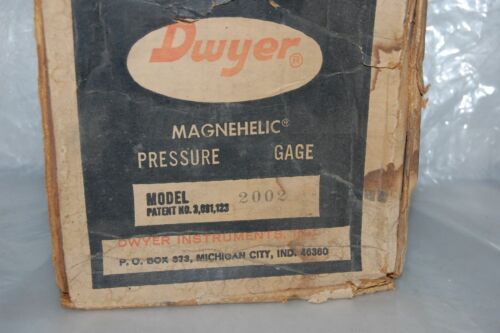 Dwyer®
MAGNEHELIC®
PRESSURE GAGE
MODEL 2002
PATENT NO. 3,091,123
DWYER INSTRUMENTS, INC.
P. O. BOX 373, MICHIGAN CITY, IND. 46360